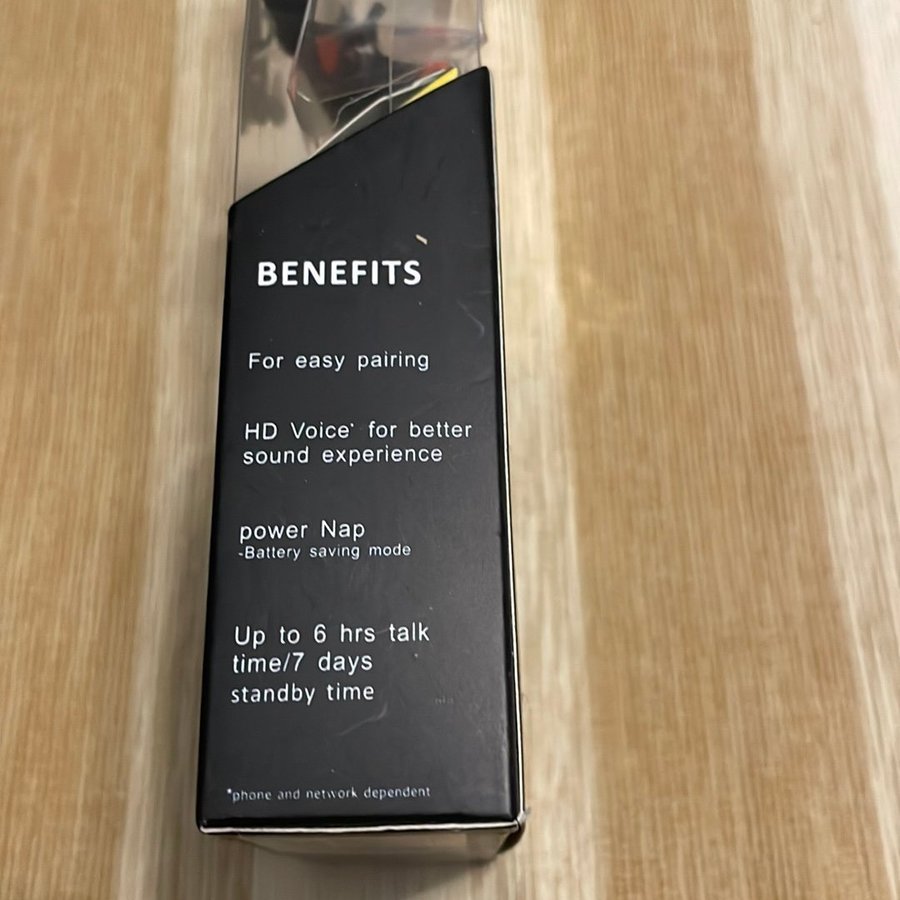 BENEFITS
For easy pairing
HD Voice* for better
sound experience
power Nap
-Battery saving mode
Up to 6 hrs talk
time/7 days
standby time
*phone and network dependent